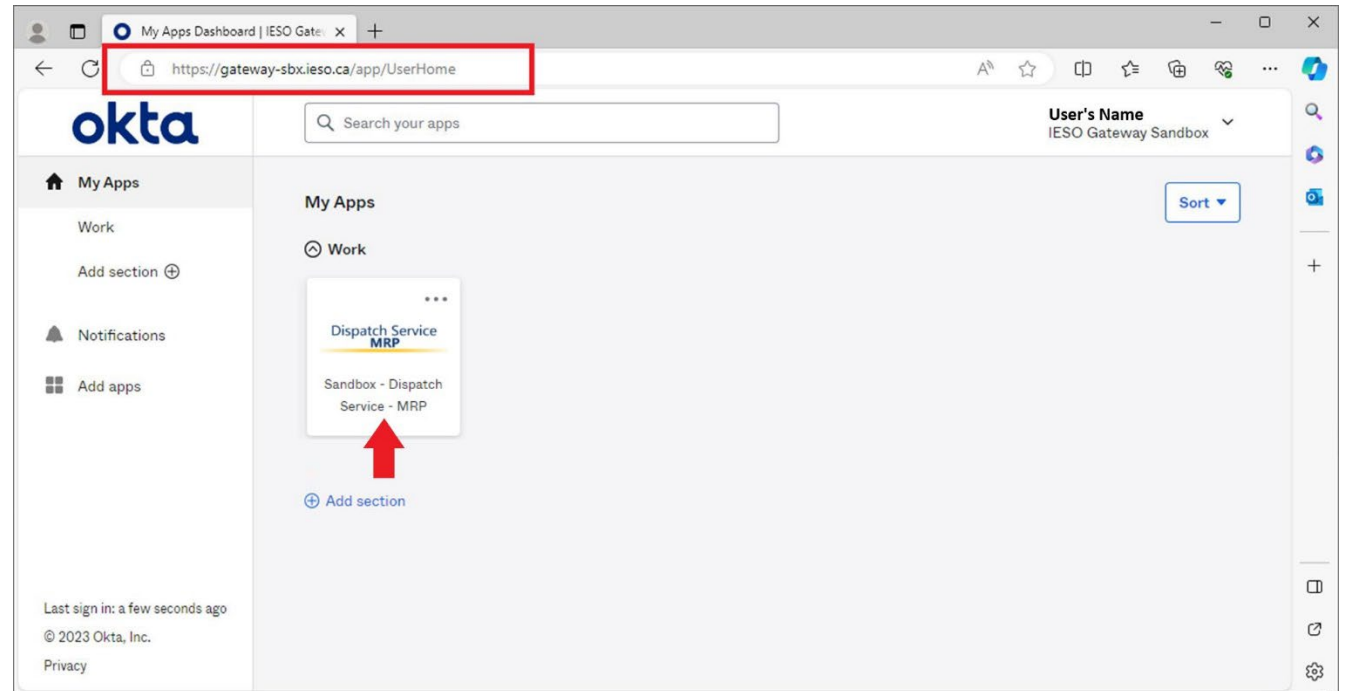 My Apps Dashboard | IESO Gate
https://gateway-sbx.ieso.ca/app/UserHome
okta
Search your apps
User's Name
IESO Gateway Sandbox
My Apps
Work
Add section
Notifications
Add apps
My Apps
Sort
Work
Dispatch Service
MRP
Sandbox - Dispatch
Service - MRP
Add section
Last sign in: a few seconds ago
© 2023 Okta, Inc.
Privacy